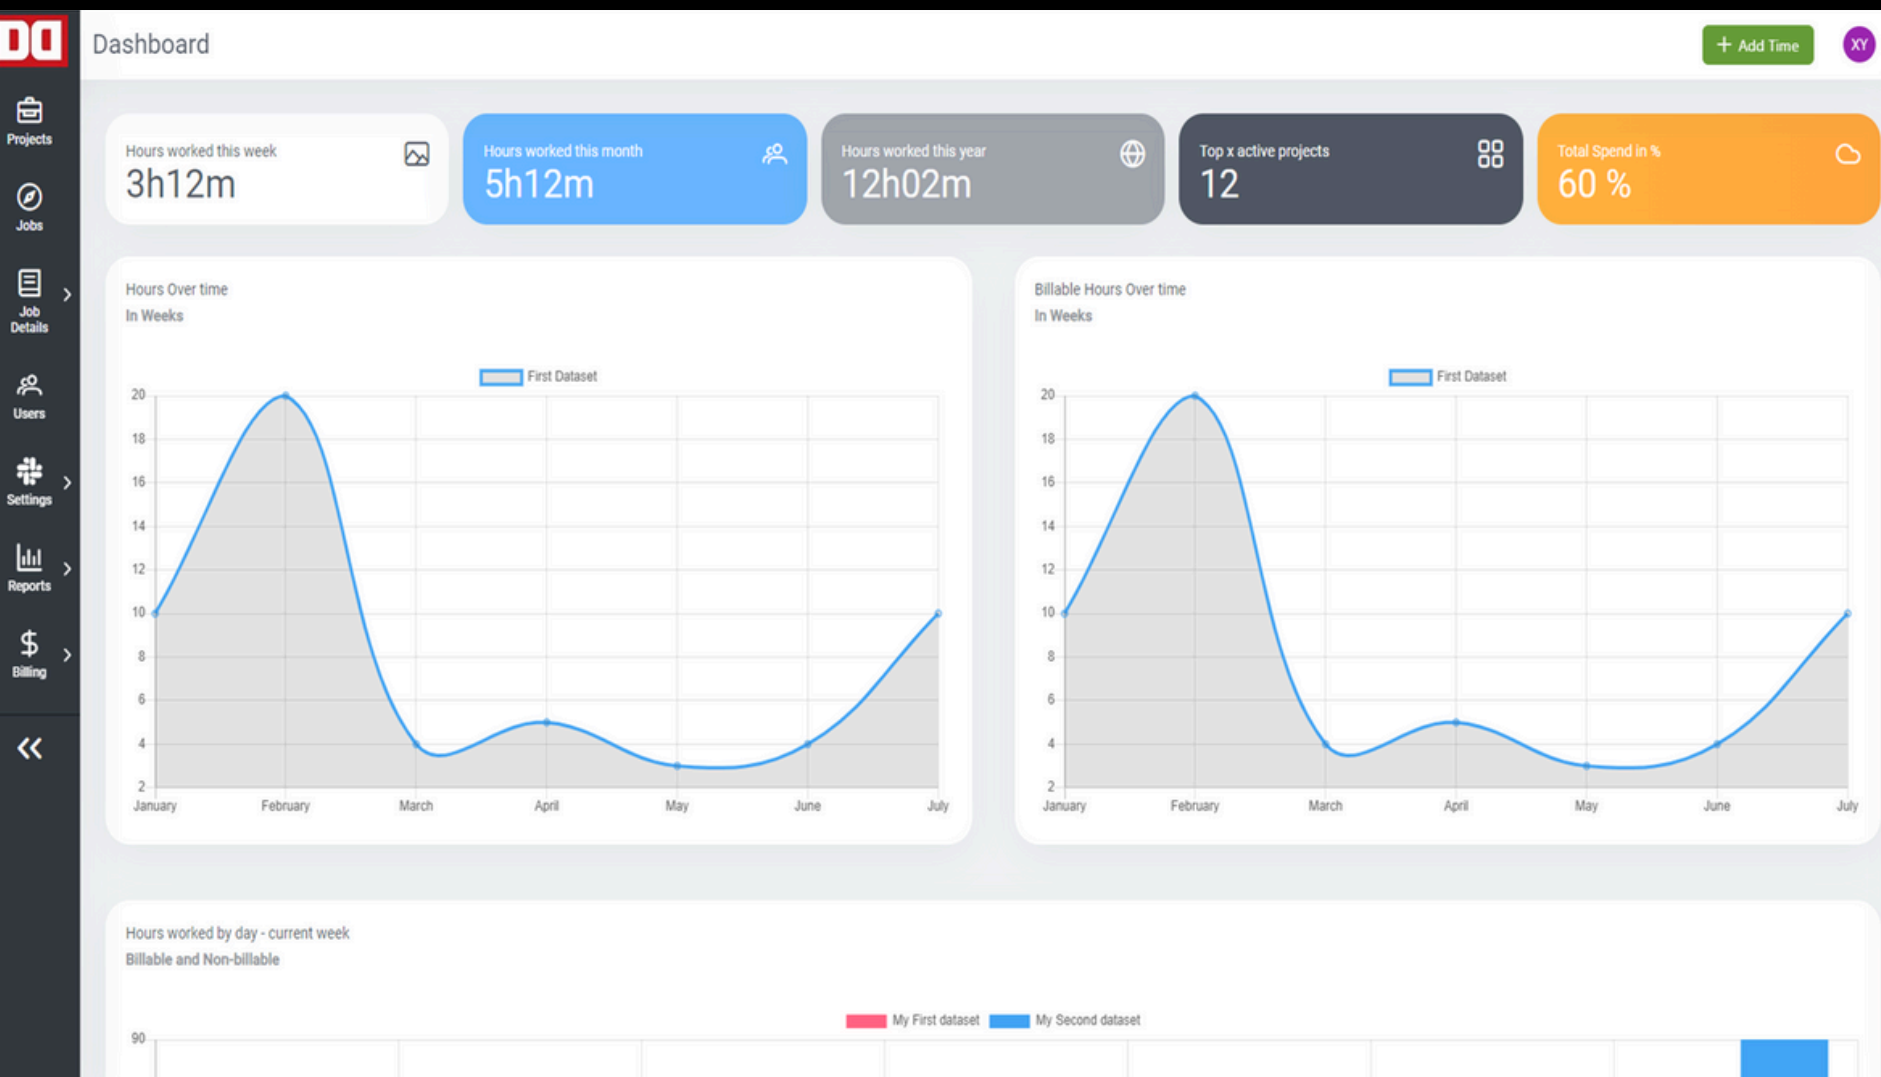 Dashboard
+ Add Time
XY
Projects
Jobs
Job
Details
Users
Settings
Reports
Billing
Hours worked this week
3h12m
Hours worked this month
5h12m
Hours worked this year
12h02m
Top x active projects
12
Total Spend in %
60 %
Hours Over time
In Weeks
First Dataset
20
18
16
14
12
10
8
6
4
2
January February March April May June July
Billable Hours Over time
In Weeks
First Dataset
20
18
16
14
12
10
8
6
4
2
January February March April May June July
Hours worked by day - current week
Billable and Non-billable
My First dataset My Second dataset
90